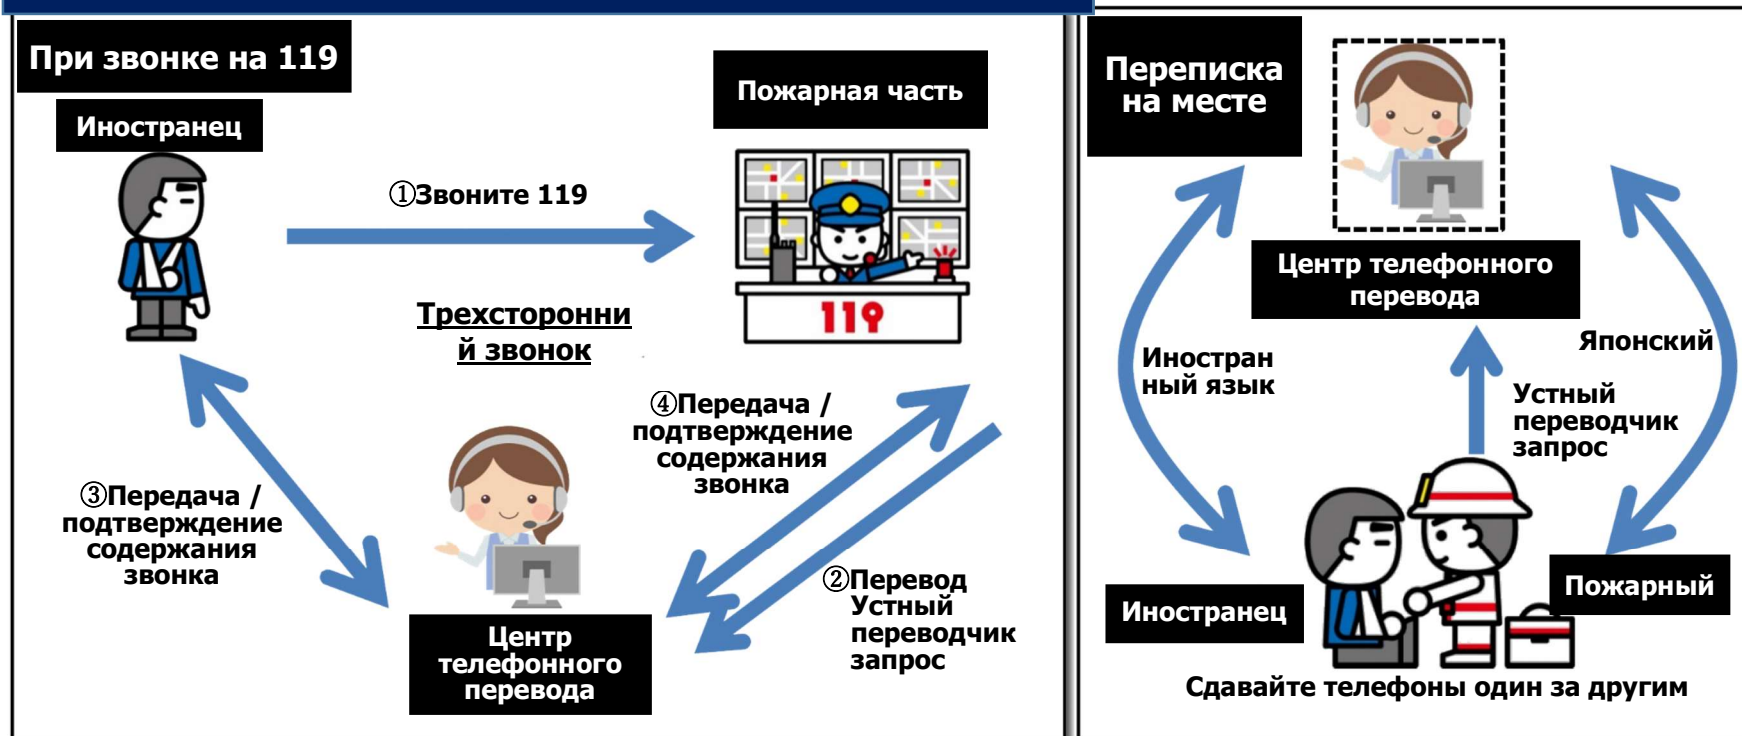 При звонке на 119
Иностранец
①Звоните 119
Пожарная часть
119
Трехсторонни
й звонок
④Передача /
подтверждение
содержания
звонка
③Передача /
подтверждение
содержания
звонка
②Перевод
Устный
переводчик
запрос
Центр
телефонного
перевода
Переписка
на месте
Центр телефонного
перевода
Иностран
ный язык
Японский
Устный
переводчик
запрос
Иностранец
Пожарный
Сдавайте телефоны один за другим